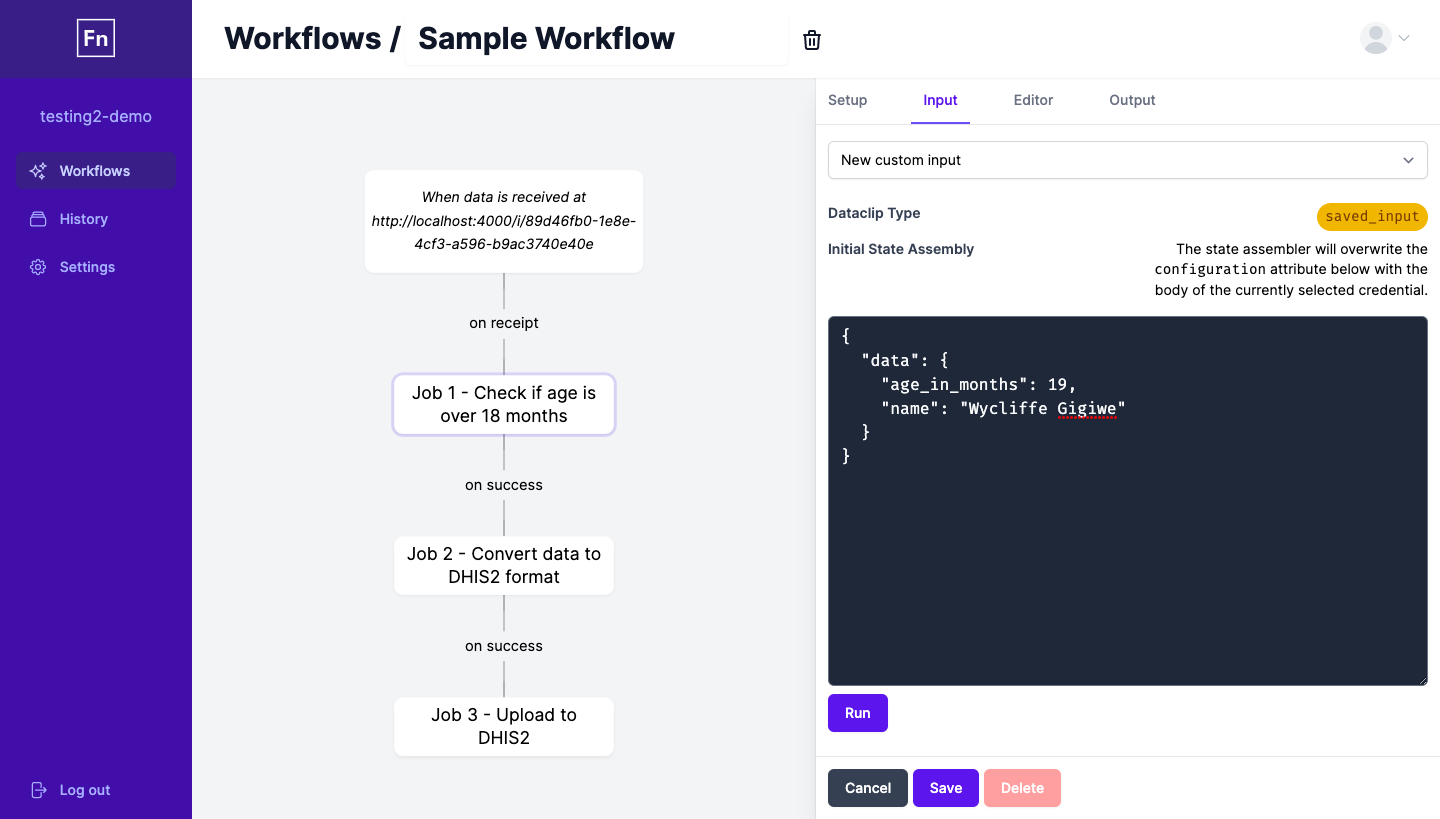 Fn
Workflows / Sample Workflow
testing2-demo
Workflows
History
Settings
Log out
When data is received at
http://localhost:4000/i/89d46fb0-1e8e-
4cf3-a596-b9ac3740e40e
on receipt
Job 1 - Check if age is
over 18 months
on success
Job 2 - Convert data to
DHIS2 format
on success
Job 3 - Upload to
DHIS2
Setup Input Editor Output
New custom input
Dataclip Type saved_input
Initial State Assembly The state assembler will overwrite the
configuration attribute below with the
body of the currently selected credential.
{
  "data": {
    "age_in_months": 19,
    "name": "Wycliffe Gigiwe"
  }
}
Run
Cancel Save Delete